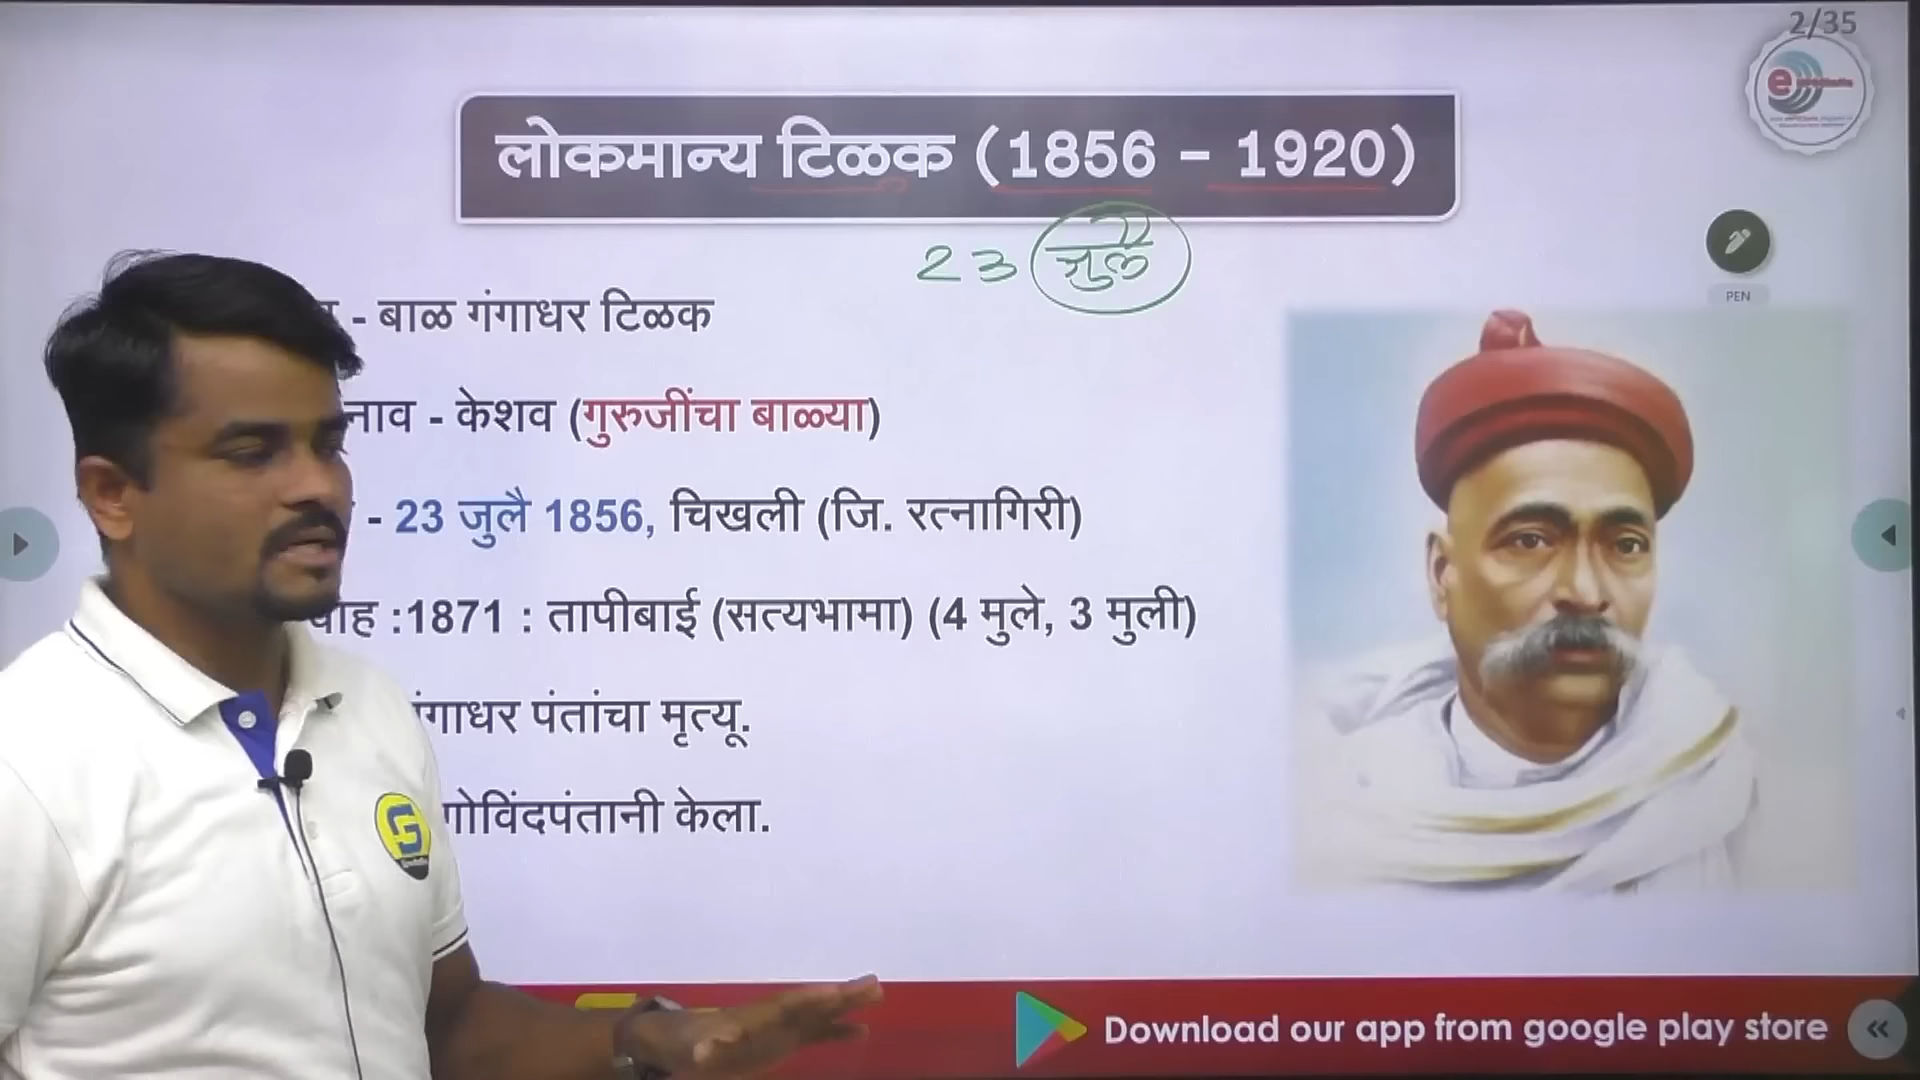 2/35
लोकमान्य टिळक (1856 – 1920)
23 जुलै
PEN
- बाळ गंगाधर टिळक
नाव - केशव (गुरुजींचा बाळ्या)
- 23 जुलै 1856, चिखली (जि. रत्नागिरी)
:1871 : तापीबाई (सत्यभामा) (4 मुले, 3 मुली)
गंगाधर पंतांचा मृत्यू.
गोविंदपंतानी केला.
Download our app from google play store